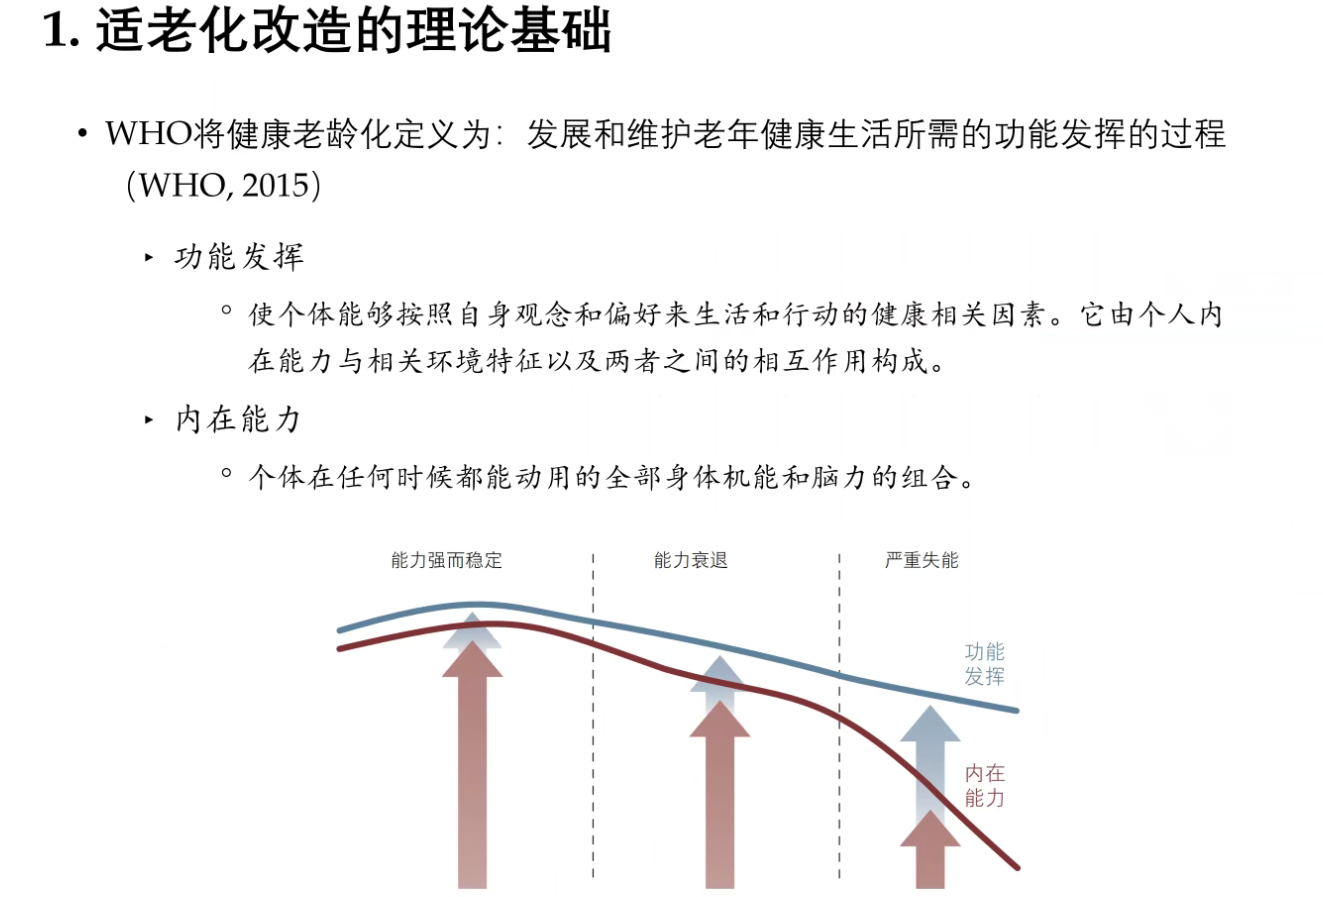 1. 适老化改造的理论基础
• WHO将健康老龄化定义为：发展和维护老年健康生活所需的功能发挥的过程
（WHO, 2015）
‣ 功能发挥
◦ 使个体能够按照自身观念和偏好来生活和行动的健康相关因素。它由个人内
在能力与相关环境特征以及两者之间的相互作用构成。
‣ 内在能力
◦ 个体在任何时候都能动用的全部身体机能和脑力的组合。
能力强而稳定 能力衰退 严重失能
功能
发挥
内在
能力